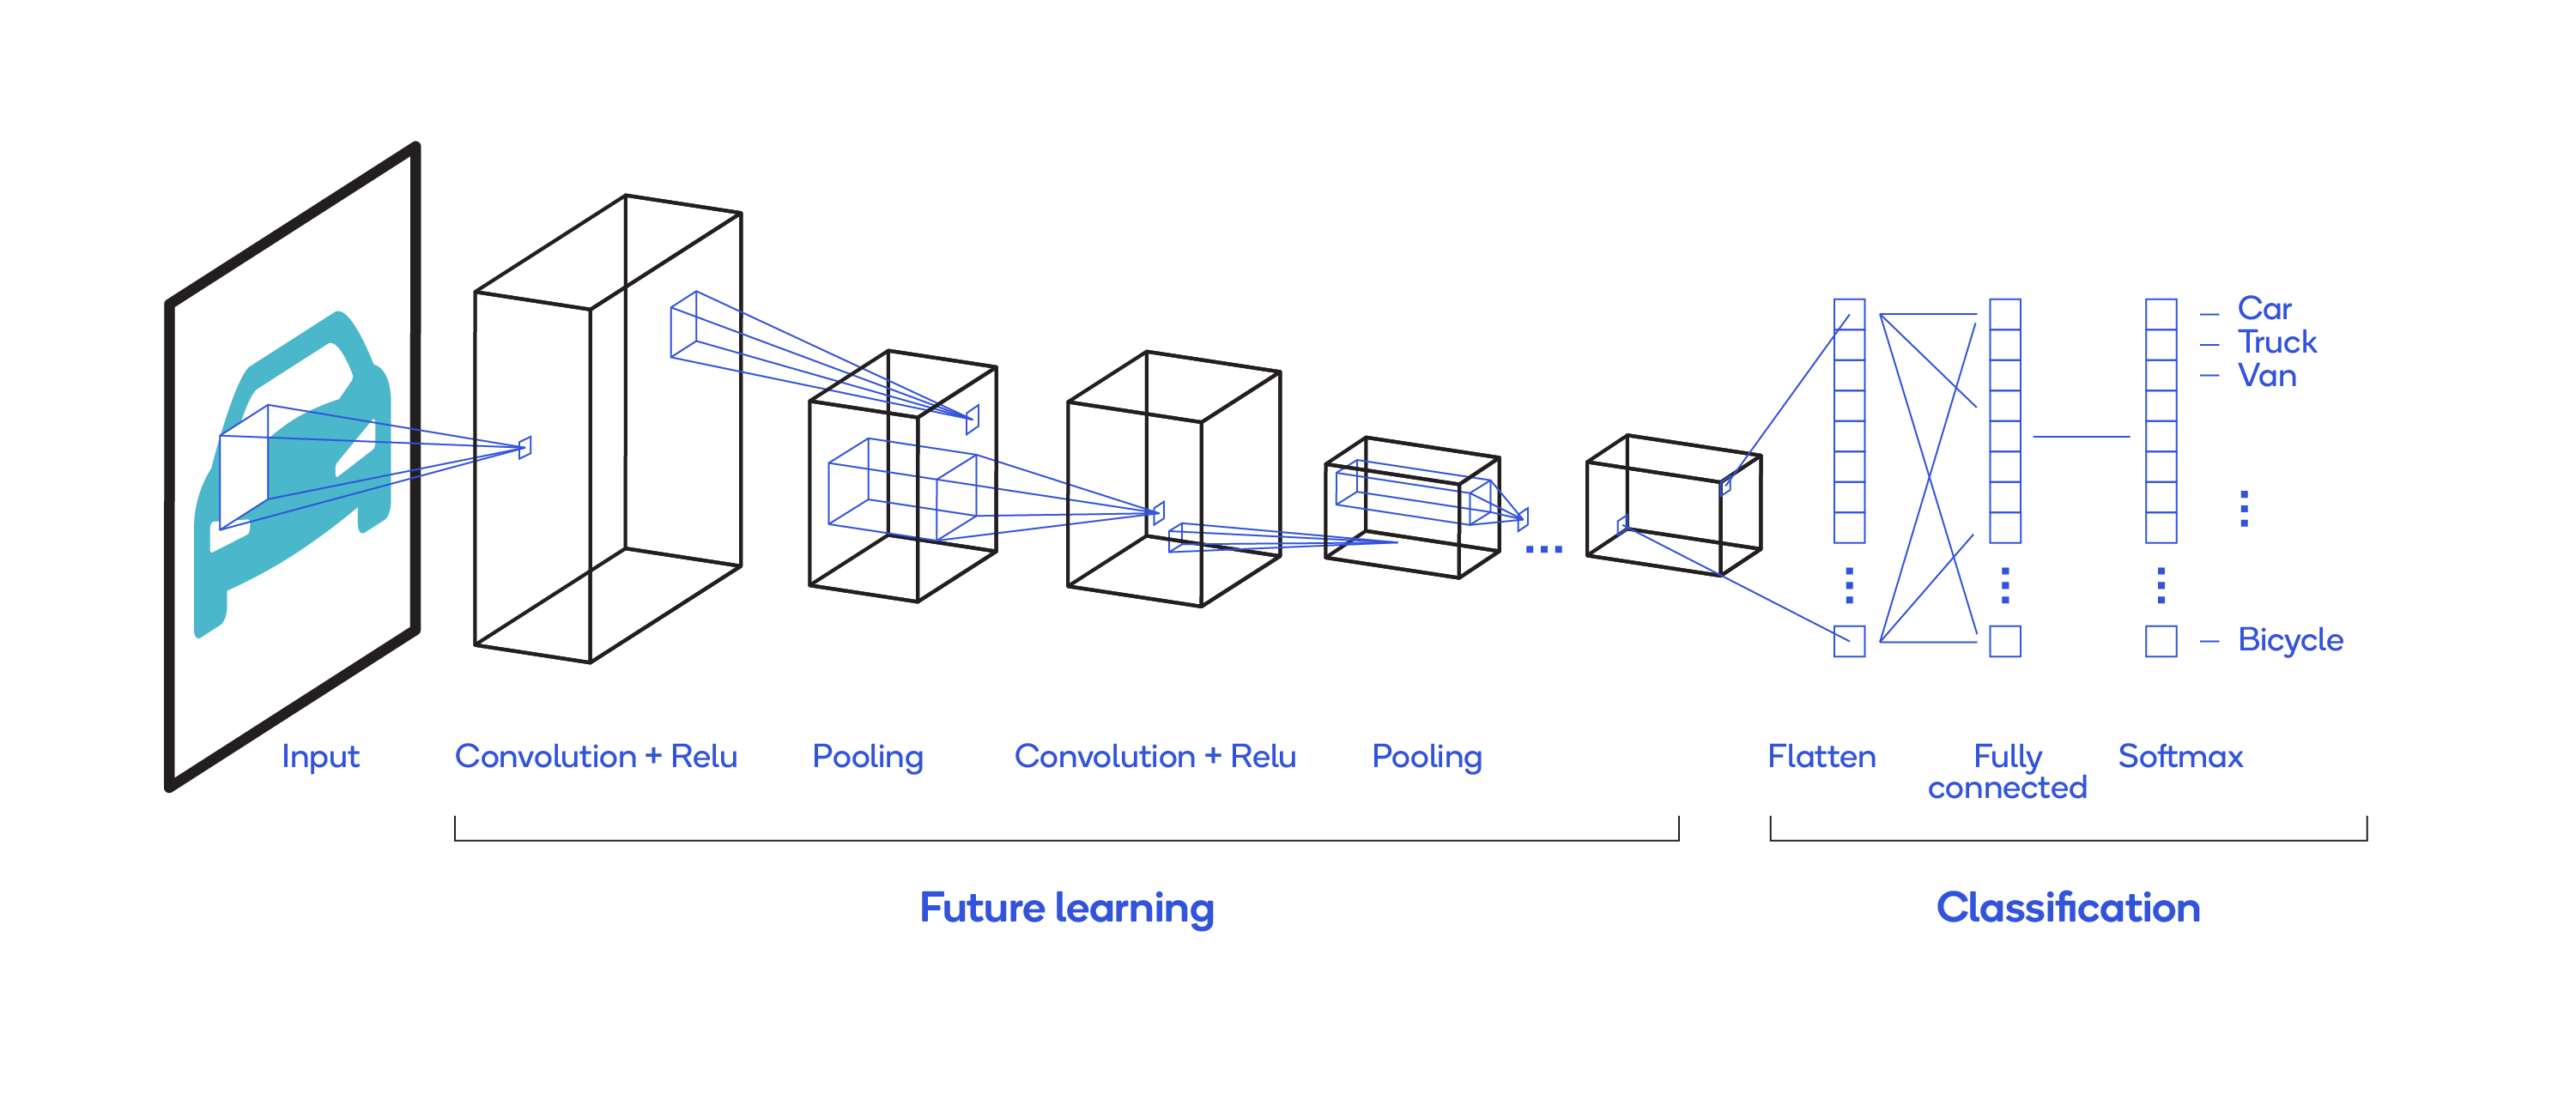 Car
Truck
Van
Bicycle
Input
Convolution + Relu
Pooling
Convolution + Relu
Pooling
Flatten
Fully
connected
Softmax
Future learning
Classification